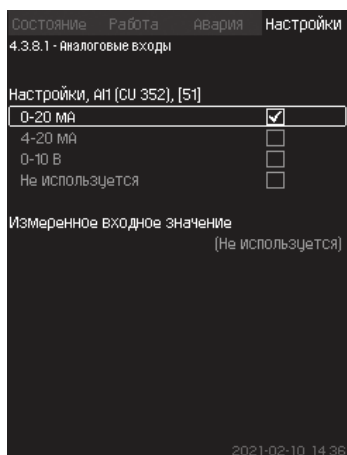 Состояние Работа Авария Настройки
4.3.8.1 - Аналоговые входы
Настройки, AI1 (CU 352), [51]
0-20 мА
4-20 мА
0-10 В
Не используется
Измеренное входное значение
(Не используется)
2021-02-10 14:36